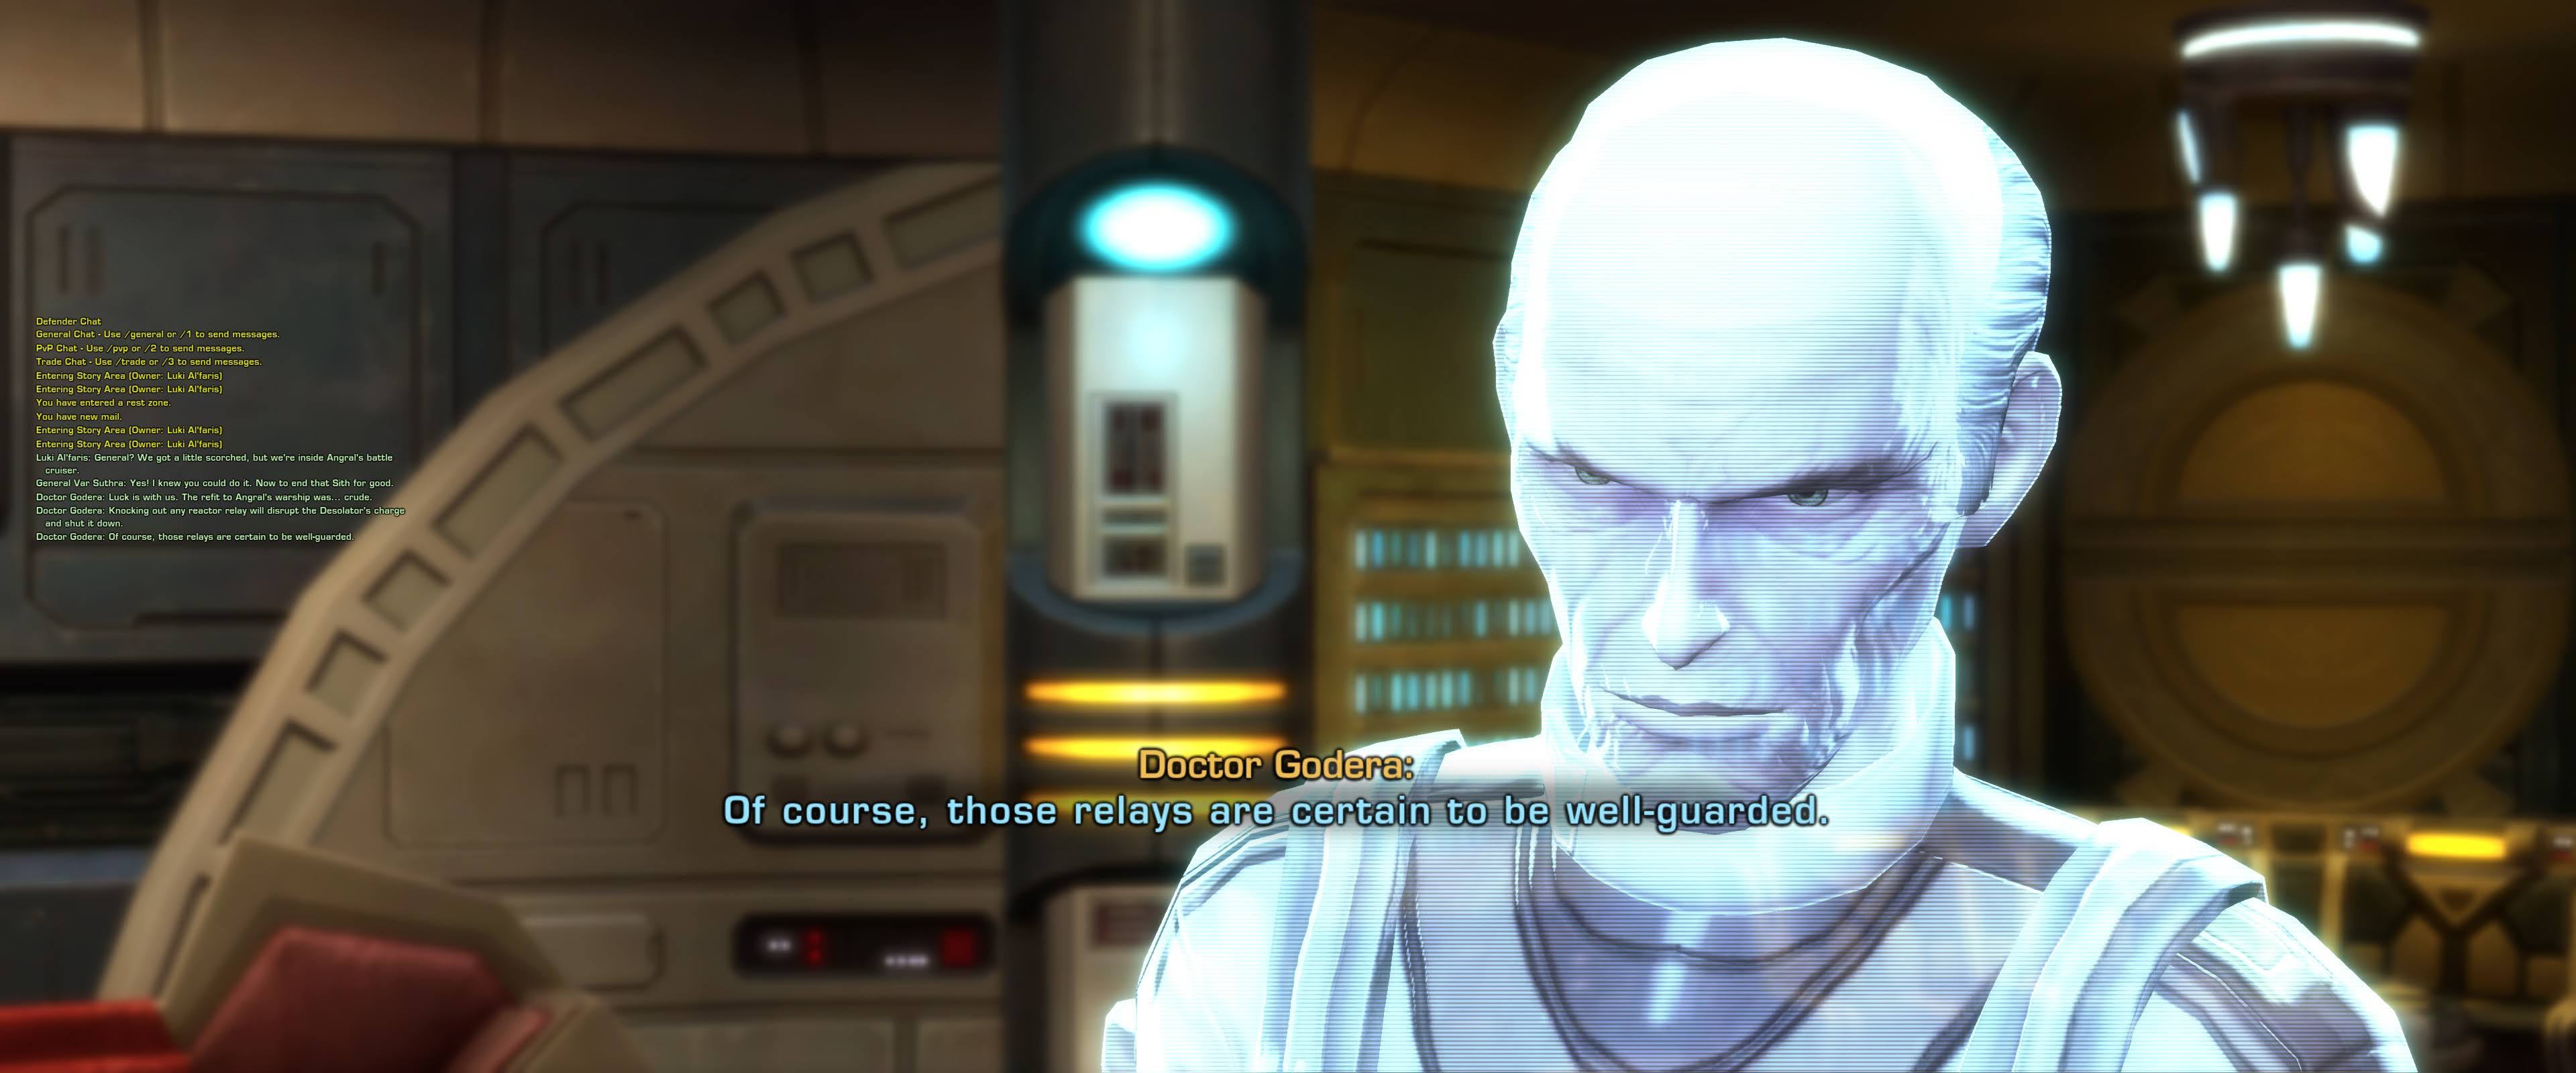 Defender Chat
General Chat - Use /general or /1 to send messages.
PvP Chat - Use /pvp or /2 to send messages.
Trade Chat - Use /trade or /3 to send messages.
Entering Story Area (Owner: Luki Al'faris)
Entering Story Area (Owner: Luki Al'faris)
You have entered a rest zone.
You have new mail.
Entering Story Area (Owner: Luki Al'faris)
Entering Story Area (Owner: Luki Al'faris)
Luki Al'faris: General? We got a little scorched, but we're inside Angral's battle
cruiser.
General Var Suthra: Yes! I knew you could do it. Now to end that Sith for good.
Doctor Godera: Luck is with us. The refit to Angral's warship was... crude.
Doctor Godera: Knocking out any reactor relay will disrupt the Desolator's charge
and shut it down.
Doctor Godera: Of course, those relays are certain to be well-guarded.
Doctor Godera:
Of course, those relays are certain to be well-guarded.